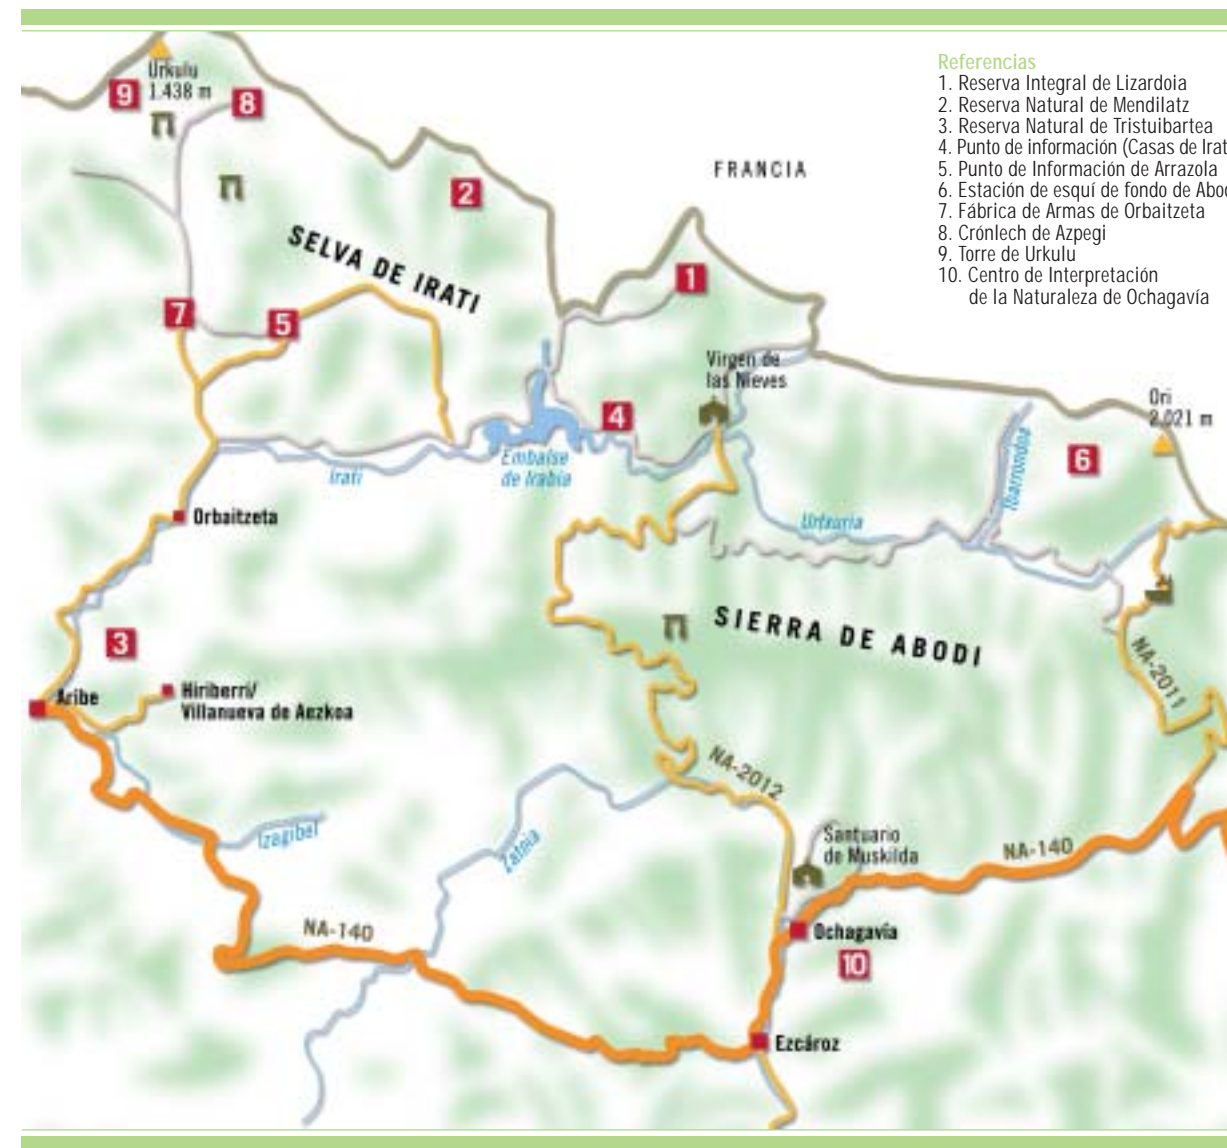 Referencias
1. Reserva Integral de Lizardoia
2. Reserva Natural de Mendilatz
3. Reserva Natural de Tristuibartea
4. Punto de información (Casas de Irat
5. Punto de Información de Arrazola
6. Estación de esquí de fondo de Abod
7. Fábrica de Armas de Orbaitzeta
8. Crónlech de Azpegi
9. Torre de Urkulu
10. Centro de Interpretación
de la Naturaleza de Ochagavía
Urkulu
1.438 m
9
8
FRANCIA
2
SELVA DE IRATI
1
7
5
Virgen de
las Nieves
4
Ori
2.021 m
6
Ibarrondoa
Embalse
de Irabia
Irati
Orbaitzeta
Urtxuria
3
SIERRA DE ABODI
NA-2011
Aribe
Hiriberri/
Villanueva de Aezkoa
NA-2012
Izagibel
Zatoia
Santuario
de Muskilda
NA-140
NA-140
Ochagavía
10
Ezcároz